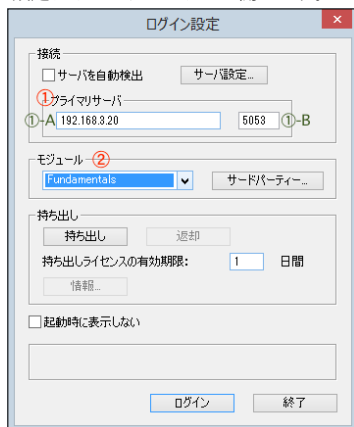 ログイン設定
接続
サーバを自動検出 サーバ設定...
①プライマリサーバ
①-A 192.168.3.20 5053 ①-B
モジュール ②
Fundamentals サードパーティー...
持ち出し
持ち出し 返却
持ち出しライセンスの有効期限: 1 日間
情報...
起動時に表示しない
ログイン 終了